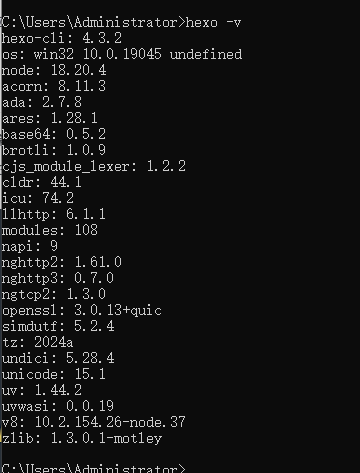 C:\Users\Administrator>hexo -v
hexo-cli: 4.3.2
os: win32 10.0.19045 undefined
node: 18.20.4
acorn: 8.11.3
ada: 2.7.8
ares: 1.28.1
base64: 0.5.2
brotli: 1.0.9
cjs_module_lexer: 1.2.2
cldr: 44.1
icu: 74.2
llhttp: 6.1.1
modules: 108
napi: 9
nghttp2: 1.61.0
nghttp3: 0.7.0
ngtcp2: 1.3.0
openssl: 3.0.13+quic
simdutf: 5.2.4
tz: 2024a
undici: 5.28.4
unicode: 15.1
uv: 1.44.2
uvwasi: 0.0.19
v8: 10.2.154.26-node.37
zlib: 1.3.0.1-motley
C:\Users\Administrator>